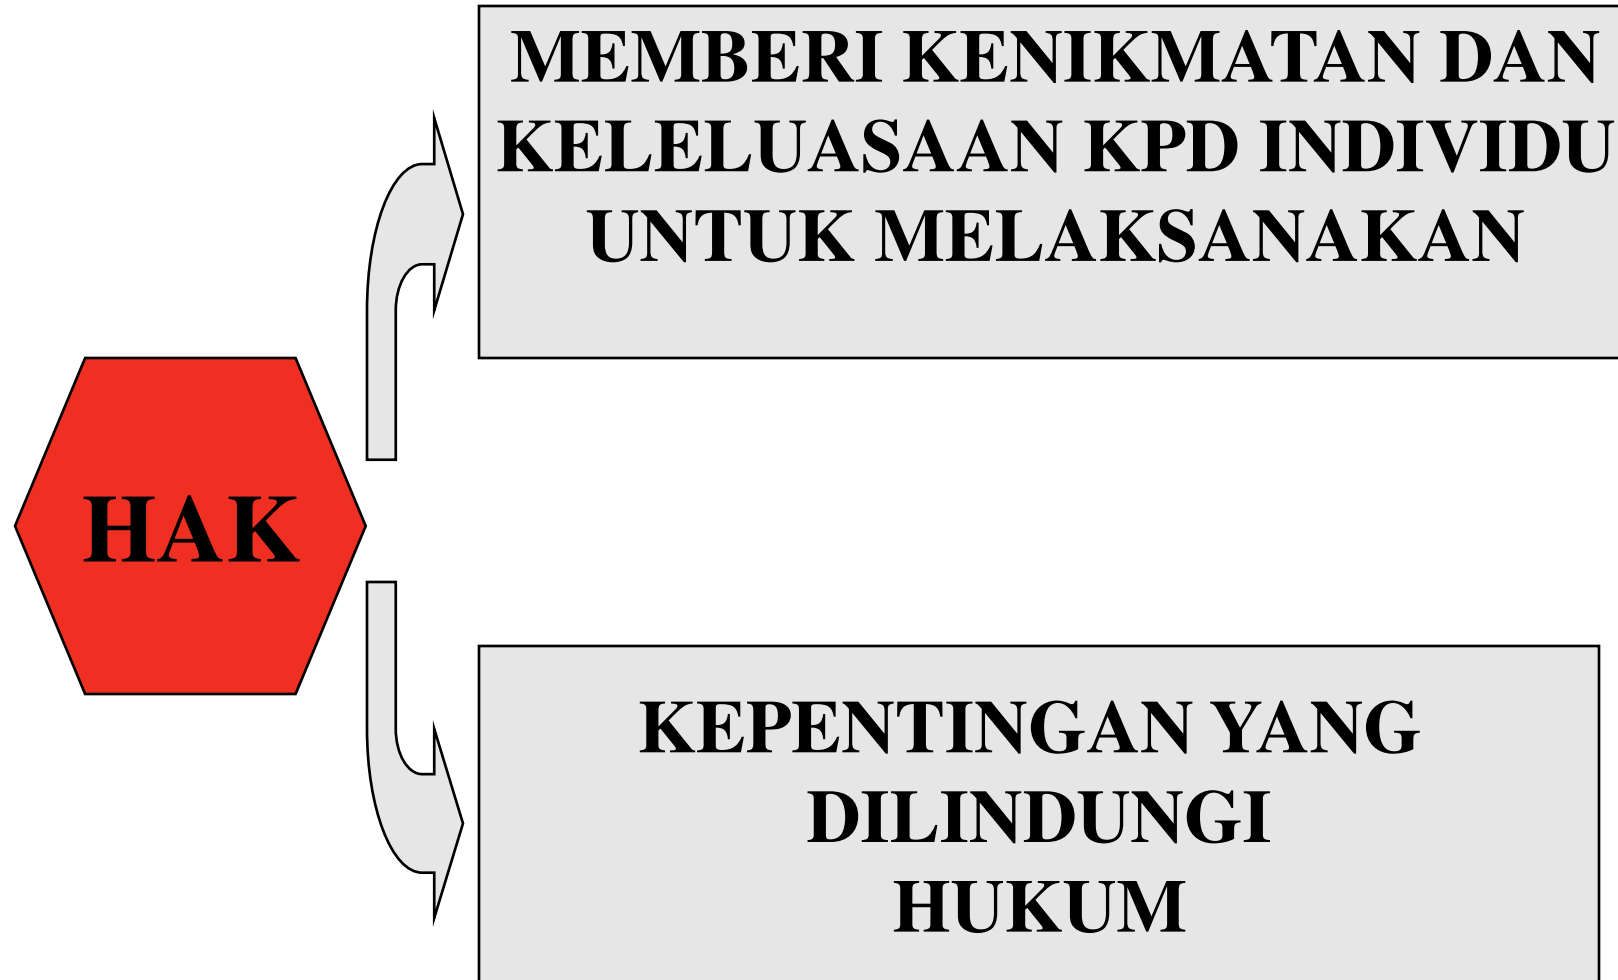 MEMBERI KENIKMATAN DAN
KELELUASAAN KPD INDIVIDU
UNTUK MELAKSANAKAN
HAK
KEPENTINGAN YANG
DILINDUNGI
HUKUM